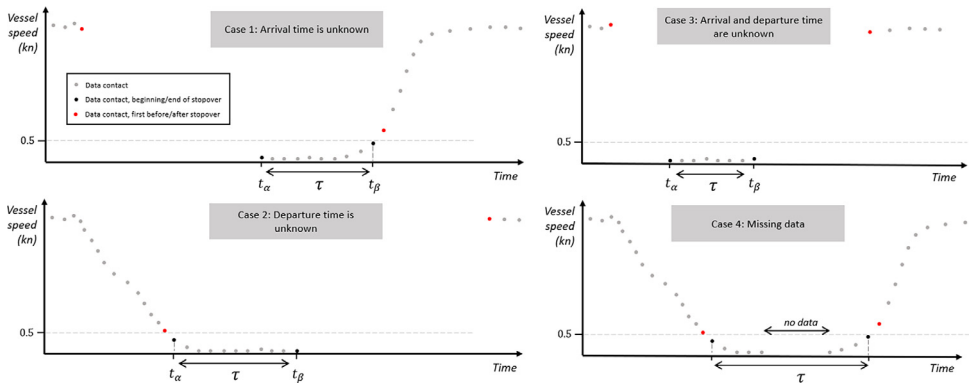 Vessel
speed
(kn)
Case 1: Arrival time is unknown
Data contact
Data contact, beginning/end of stopover
Data contact, first before/after stopover
0.5
Time
tα
τ
tβ
Vessel
speed
(kn)
Case 3: Arrival and departure time
are unknown
0.5
Time
tα
τ
tβ
Vessel
speed
(kn)
Case 2: Departure time is
unknown
0.5
Time
tα
τ
tβ
Vessel
speed
(kn)
Case 4: Missing data
no data
0.5
Time
τ